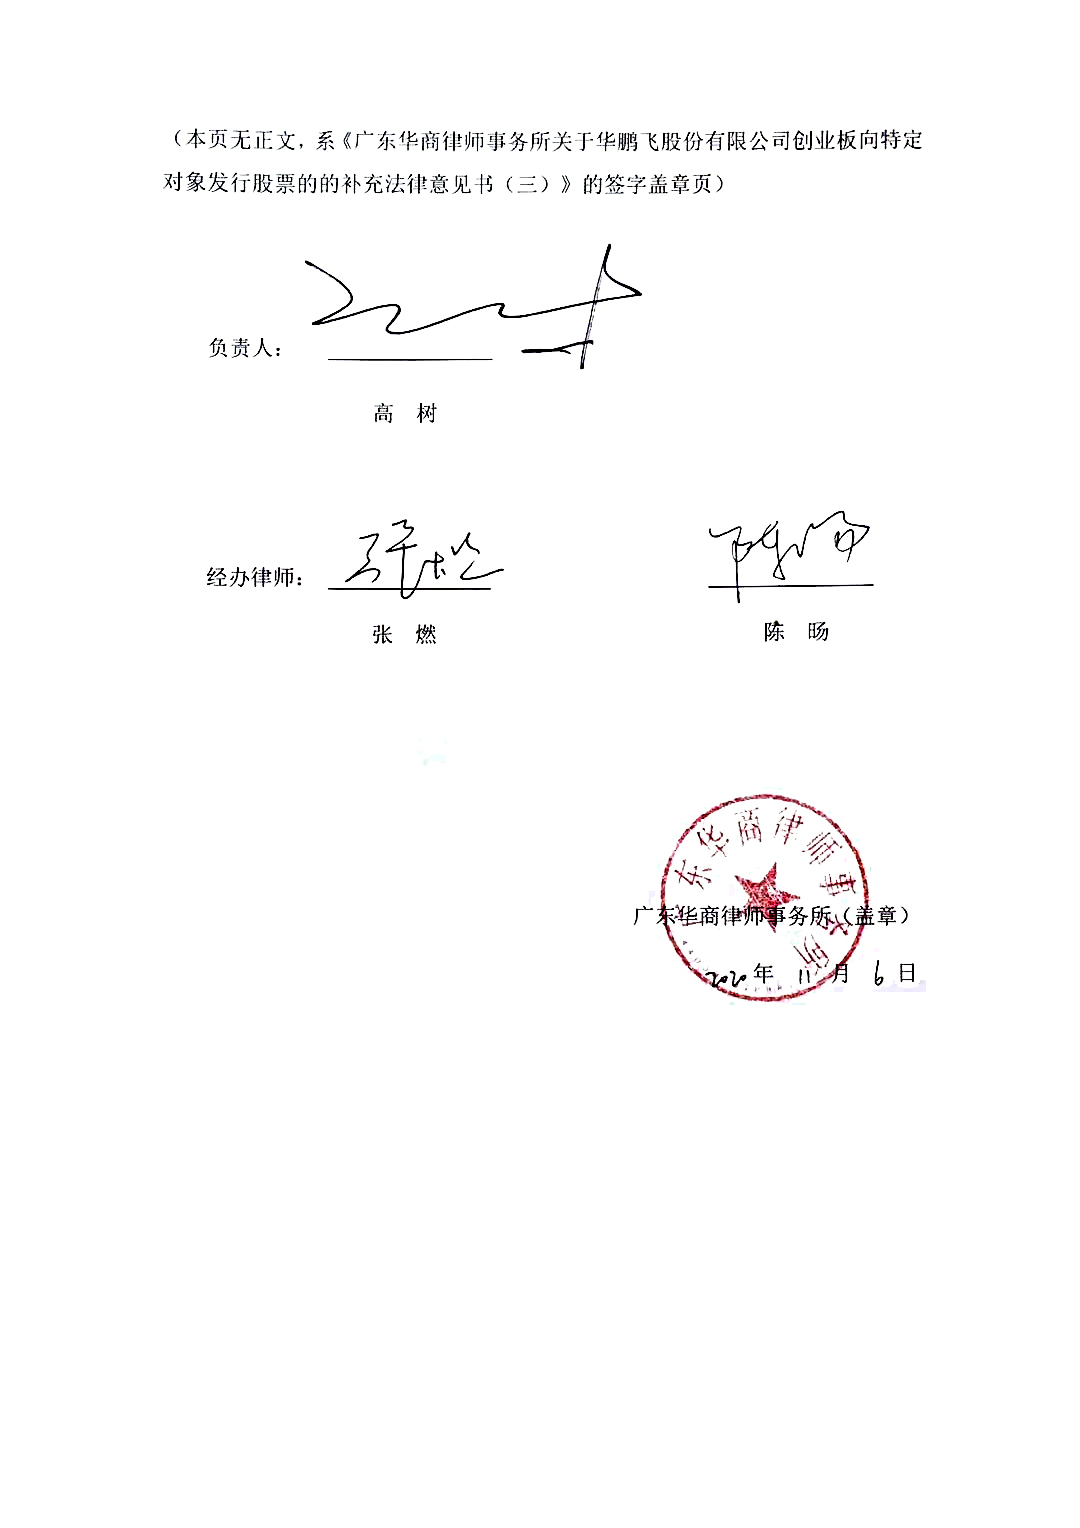 （本页无正文，系《广东华商律师事务所关于华鹏飞股份有限公司创业板向特定
对象发行股票的的补充法律意见书（三）》的签字盖章页）
负责人：
高 树
经办律师：
张 燃
陈 旸
广东华商律师事务所
广东华商律师事务所（盖章）
2020年 11 月 6 日